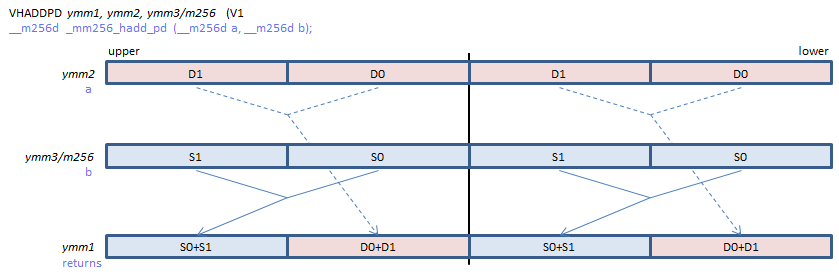 VHADDPD ymm1, ymm2, ymm3/m256 (V1
__m256d _mm256_hadd_pd (__m256d a, __m256d b);
upper lower
ymm2 D1 D0 D1 D0
a
ymm3/m256 S1 S0 S1 S0
b
ymm1 S0+S1 D0+D1 S0+S1 D0+D1
returns